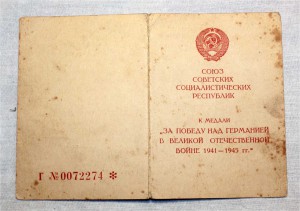 СОЮЗ
СОВЕТСКИХ
СОЦИАЛИСТИЧЕСКИХ
РЕСПУБЛИК
К МЕДАЛИ
„ЗА ПОБЕДУ НАД ГЕРМАНИЕЙ
В ВЕЛИКОЙ ОТЕЧЕСТВЕННОЙ
ВОЙНЕ 1941—1945 гг."
Г №0072274 *